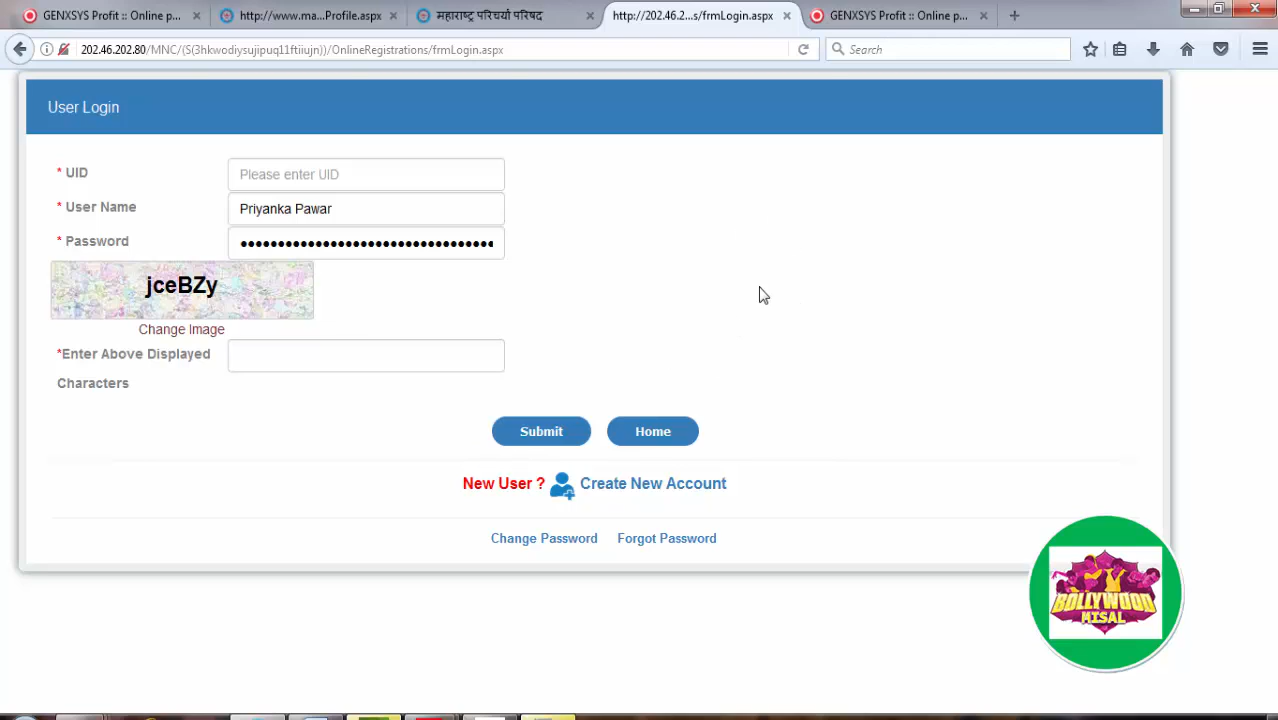 GENXSYS Profit :: Online p...
http://www.ma...Profile.aspx
महाराष्ट्र परिचर्या परिषद
http://202.46.2...s/frmLogin.aspx
GENXSYS Profit :: Online p...
202.46.202.80/MNC/(S(3hkwodiysujipuq11ftiiujn))/OnlineRegistrations/frmLogin.aspx
Search
User Login
* UID
Please enter UID
* User Name
Priyanka Pawar
* Password
jceBZy
Change Image
*Enter Above Displayed
Characters
Submit
Home
New User ? Create New Account
Change Password
Forgot Password
BOLLYWOOD
MISAL